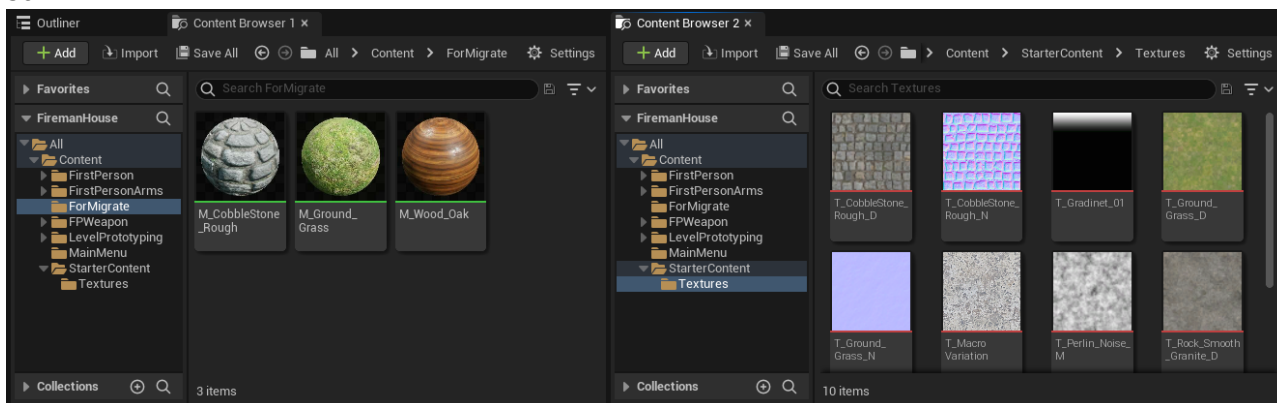 Outliner
Content Browser 1
Add Import Save All All > Content > ForMigrate Settings
Favorites
Search ForMigrate
FiremanHouse
All
Content
FirstPerson
FirstPersonArms
ForMigrate
FPWeapon
LevelPrototyping
MainMenu
StarterContent
Textures
M_CobbleStone
_Rough
M_Ground_
Grass
M_Wood_Oak
Collections
3 items
Content Browser 2
Add Import Save All > Content > StarterContent > Textures Settings
Favorites
Search Textures
FiremanHouse
All
Content
FirstPerson
FirstPersonArms
ForMigrate
FPWeapon
LevelPrototyping
MainMenu
StarterContent
Textures
T_CobbleStone_
Rough_D
T_CobbleStone_
Rough_N
T_Gradinet_01
T_Ground_
Grass_D
T_Ground_
Grass_N
T_Macro
Variation
T_Perlin_Noise_
M
T_Rock_Smooth
_Granite_D
Collections
10 items